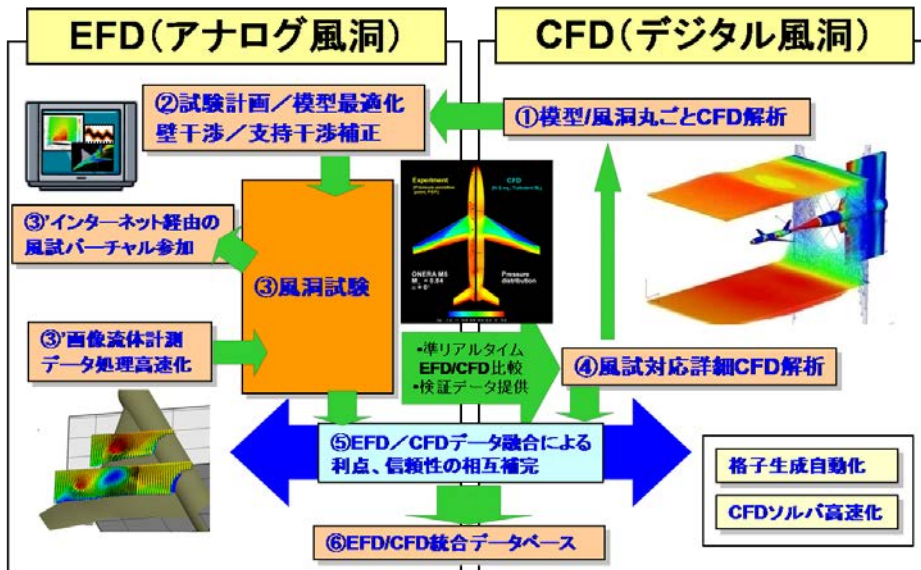 EFD(アナログ風洞)
CFD(デジタル風洞)
②試験計画／模型最適化
壁干渉／支持干渉補正
①模型/風洞丸ごとCFD解析
③’インターネット経由の
風試バーチャル参加
③風洞試験
Experiment
CFD
ONERA M5
M∞ = 0.84
α = 0°
Pressure
distribution
③’画像流体計測
データ処理高速化
•準リアルタイム
EFD/CFD比較
•検証データ提供
④風試対応詳細CFD解析
⑤EFD／CFDデータ融合による
利点、信頼性の相互補完
格子生成自動化
CFDソルバ高速化
⑥EFD/CFD統合データベース